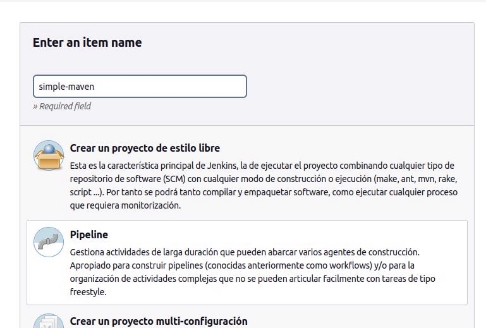 Enter an item name
simple-maven
» Required field
Crear un proyecto de estilo libre
Esta es la característica principal de Jenkins, la de ejecutar el proyecto combinando cualquier tipo de
repositorio de software (SCM) con cualquier modo de construcción o ejecución (make, ant, mvn, rake,
script ...). Por tanto se podrá tanto compilar y empaquetar software, como ejecutar cualquier proceso
que requiera monitorización.
Pipeline
Gestiona actividades de larga duración que pueden abarcar varios agentes de construcción.
Apropiado para construir pipelines (conocidas anteriormente como workflows) y/o para la
organización de actividades complejas que no se pueden articular facilmente con tareas de tipo
freestyle.
Crear un proyecto multi-configuración